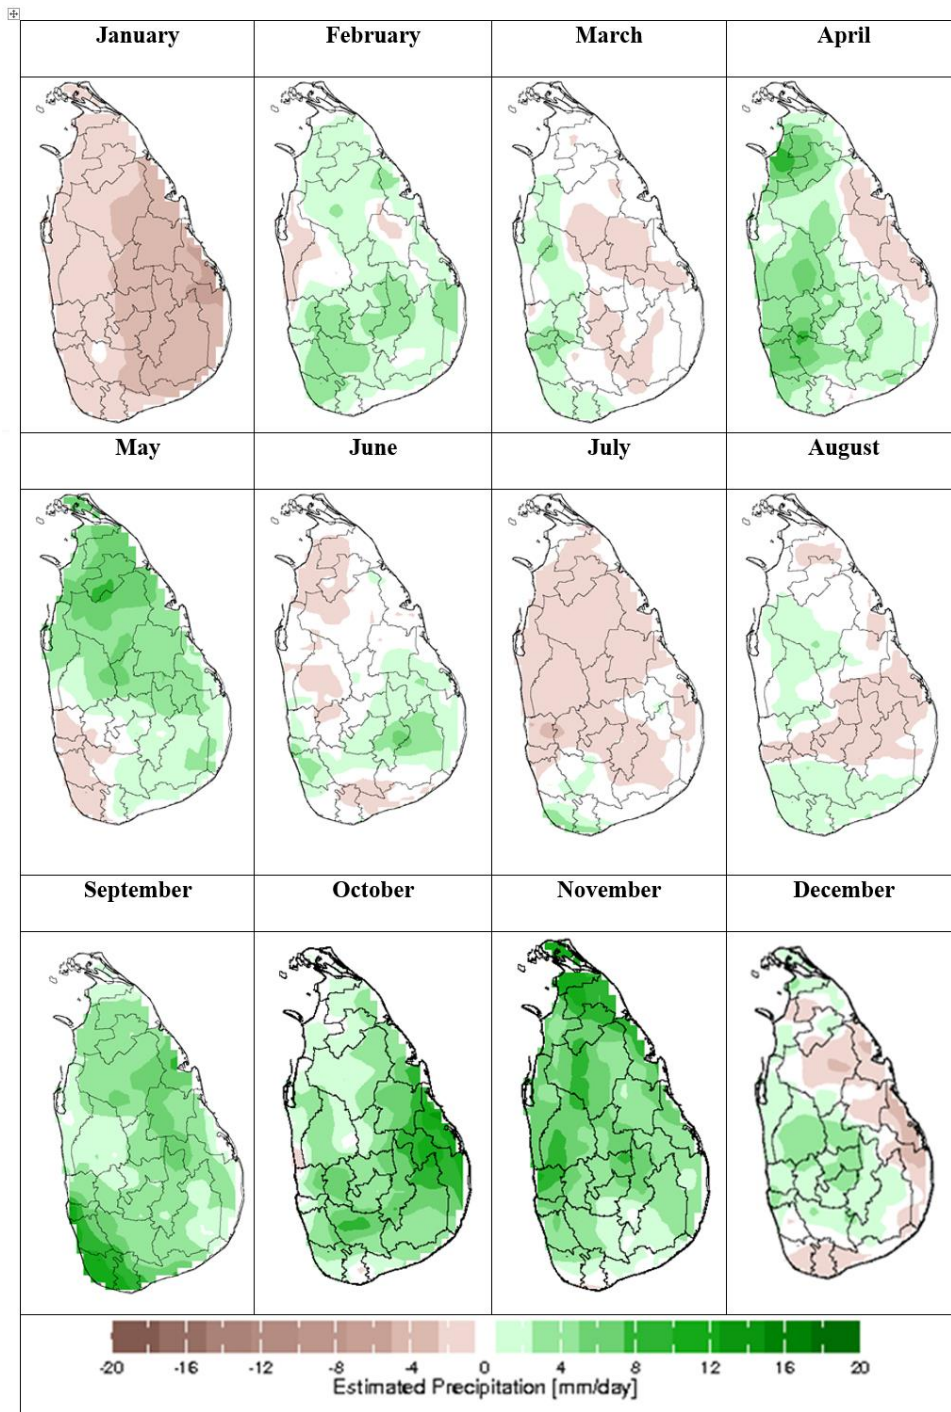 January February March April
May June July August
September October November December
-20 -16 -12 -8 -4 0 4 8 12 16 20
Estimated Precipitation [mm/day]